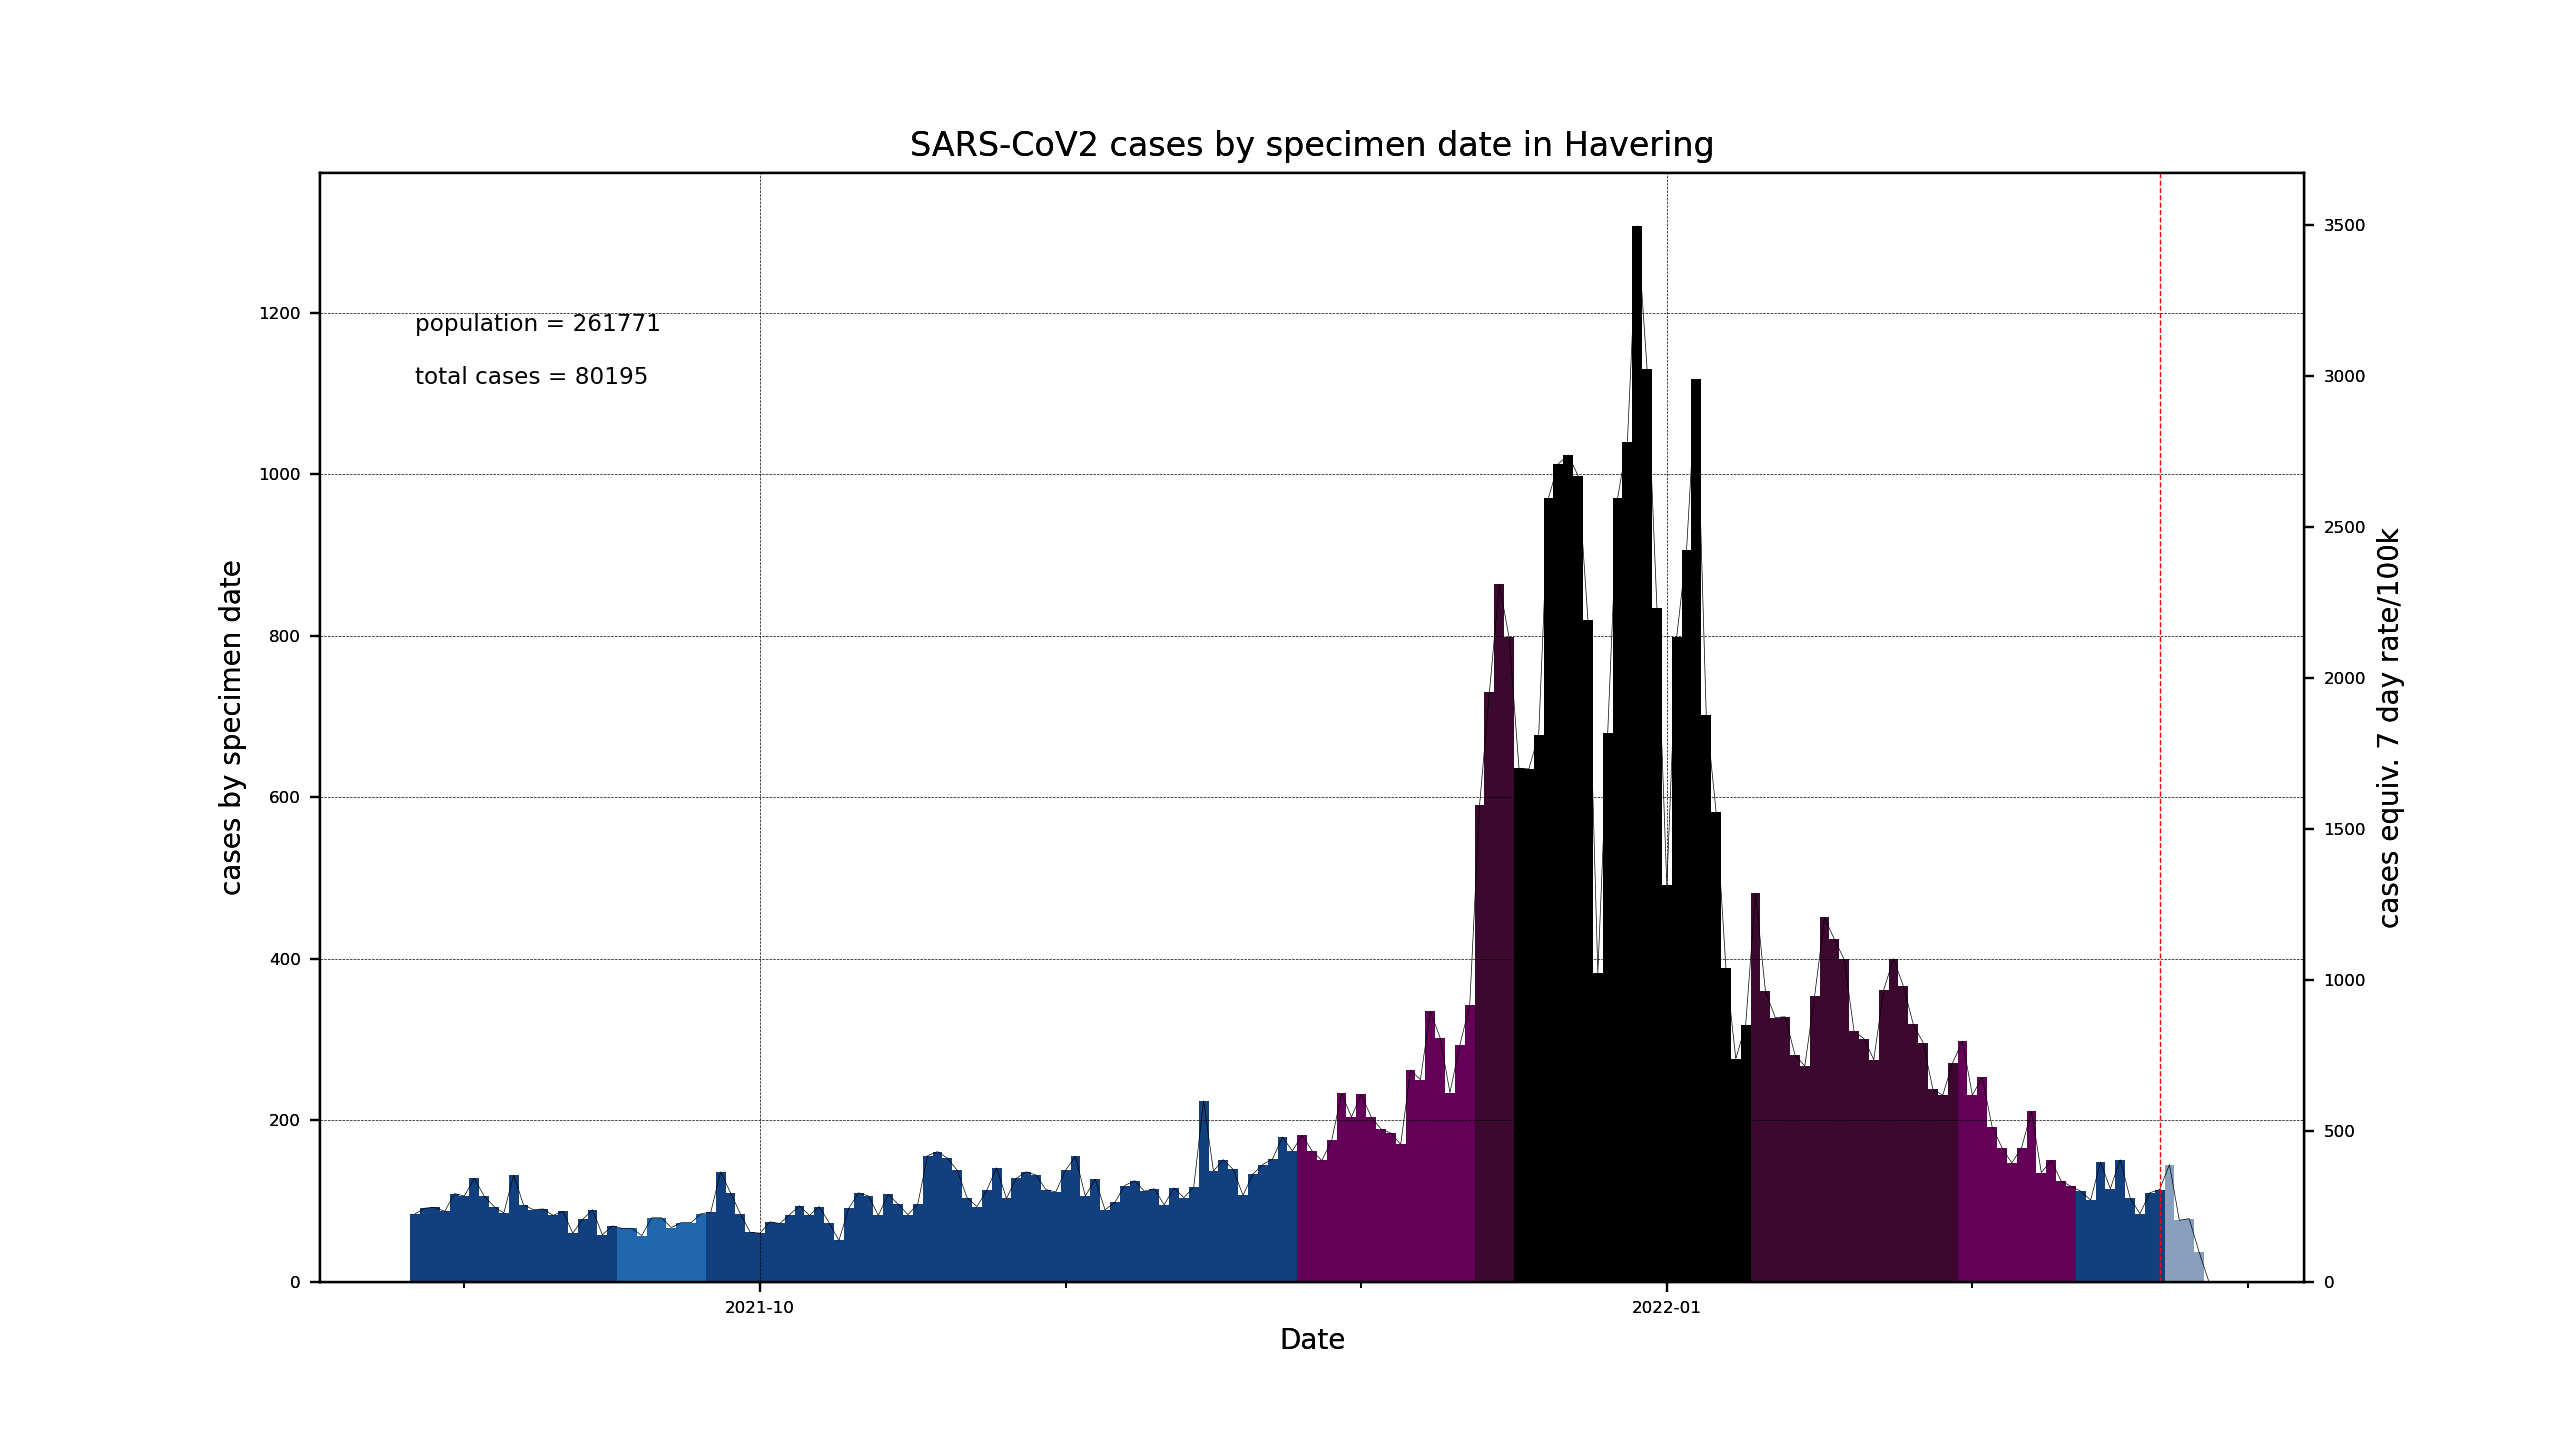 SARS-CoV2 cases by specimen date in Havering
population = 261771
total cases = 80195
cases by specimen date
1200
1000
800
600
400
200
0
3500
3000
2500
2000
1500
1000
500
0
cases equiv. 7 day rate/100k
2021-10
2022-01
Date